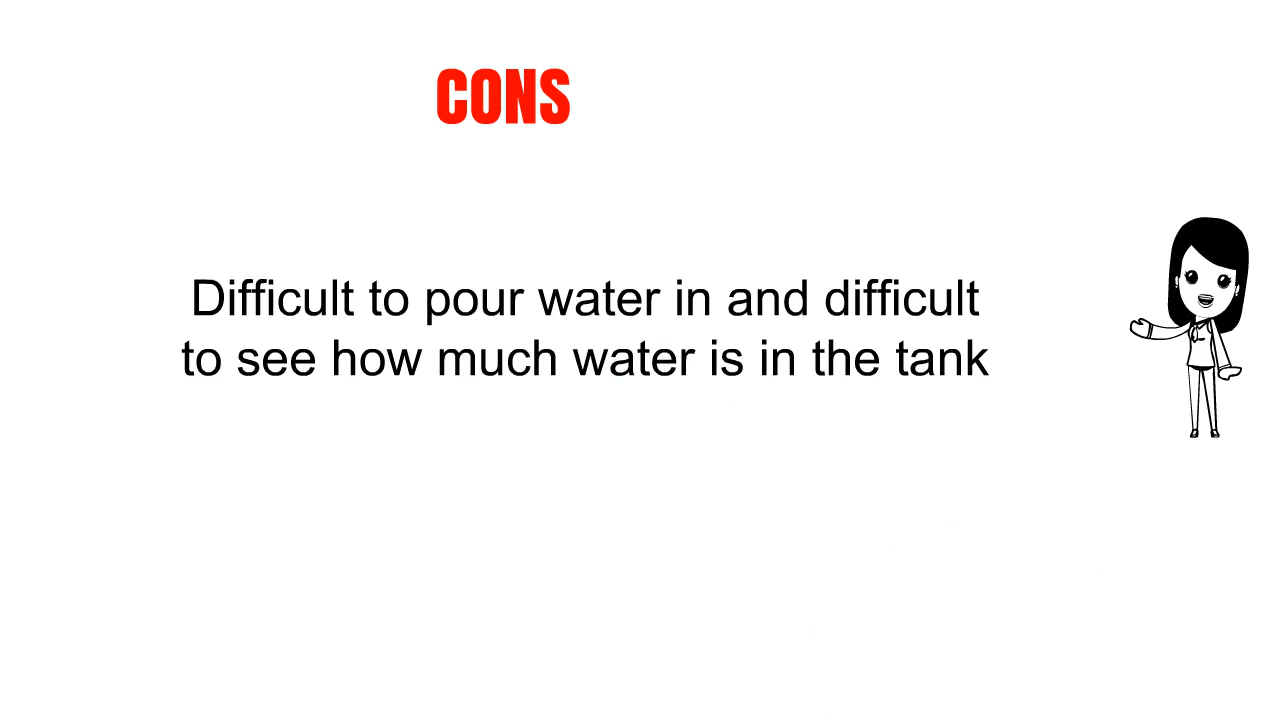 CONS
Difficult to pour water in and difficult
to see how much water is in the tank